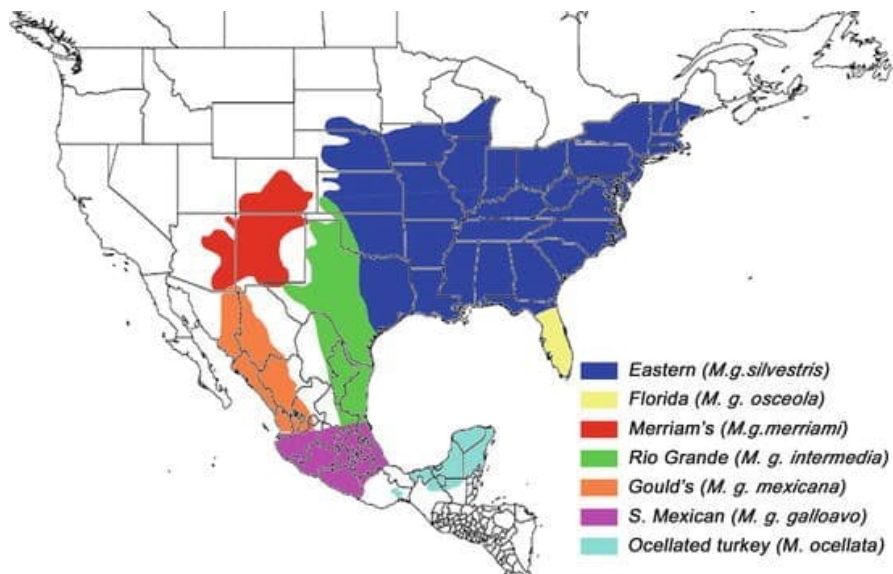 Eastern (M.g.silvestris)
Florida (M. g. osceola)
Merriam's (M.g.merriami)
Rio Grande (M. g. intermedia)
Gould's (M. g. mexicana)
S. Mexican (M. g. galloavo)
Ocellated turkey (M. ocellata)